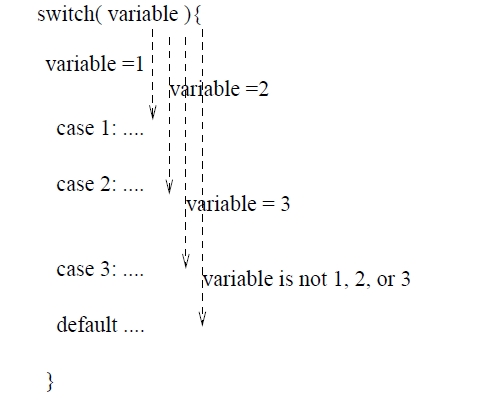 switch( variable ){
variable =1
variable =2
case 1: ....
case 2: ....
variable = 3
case 3: ....
variable is not 1, 2, or 3
default ....
}